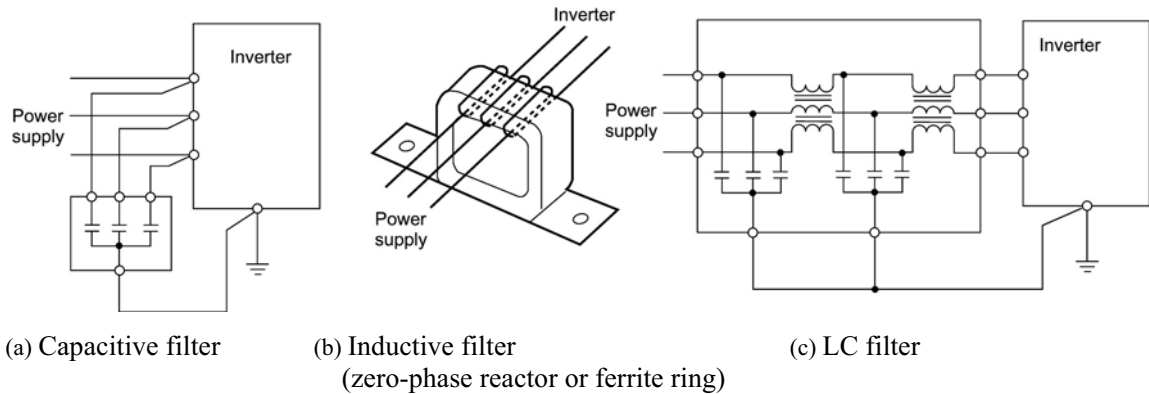 Inverter
Power
supply
(a) Capacitive filter
Inverter
Power
supply
(b) Inductive filter
(zero-phase reactor or ferrite ring)
Inverter
Power
supply
(c) LC filter